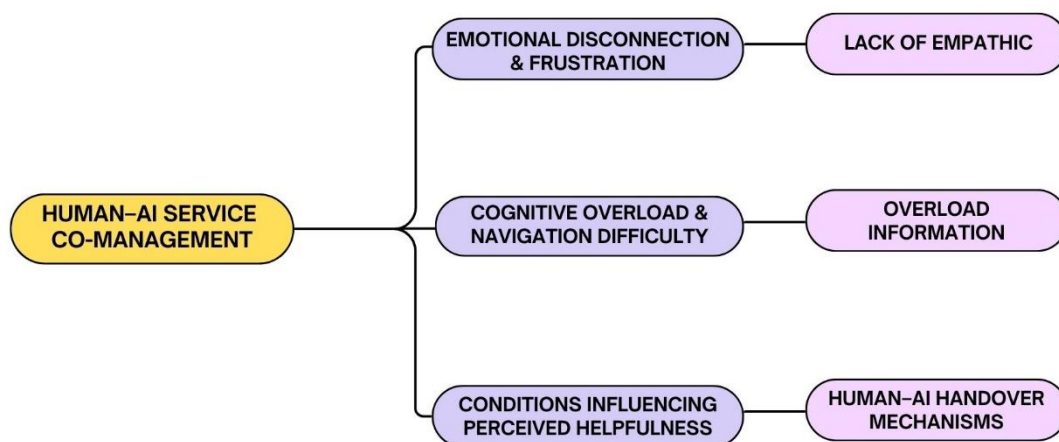 EMOTIONAL DISCONNECTION
& FRUSTRATION
LACK OF EMPATHIC
HUMAN–AI SERVICE
CO-MANAGEMENT
COGNITIVE OVERLOAD &
NAVIGATION DIFFICULTY
OVERLOAD
INFORMATION
CONDITIONS INFLUENCING
PERCEIVED HELPFULNESS
HUMAN–AI HANDOVER
MECHANISMS